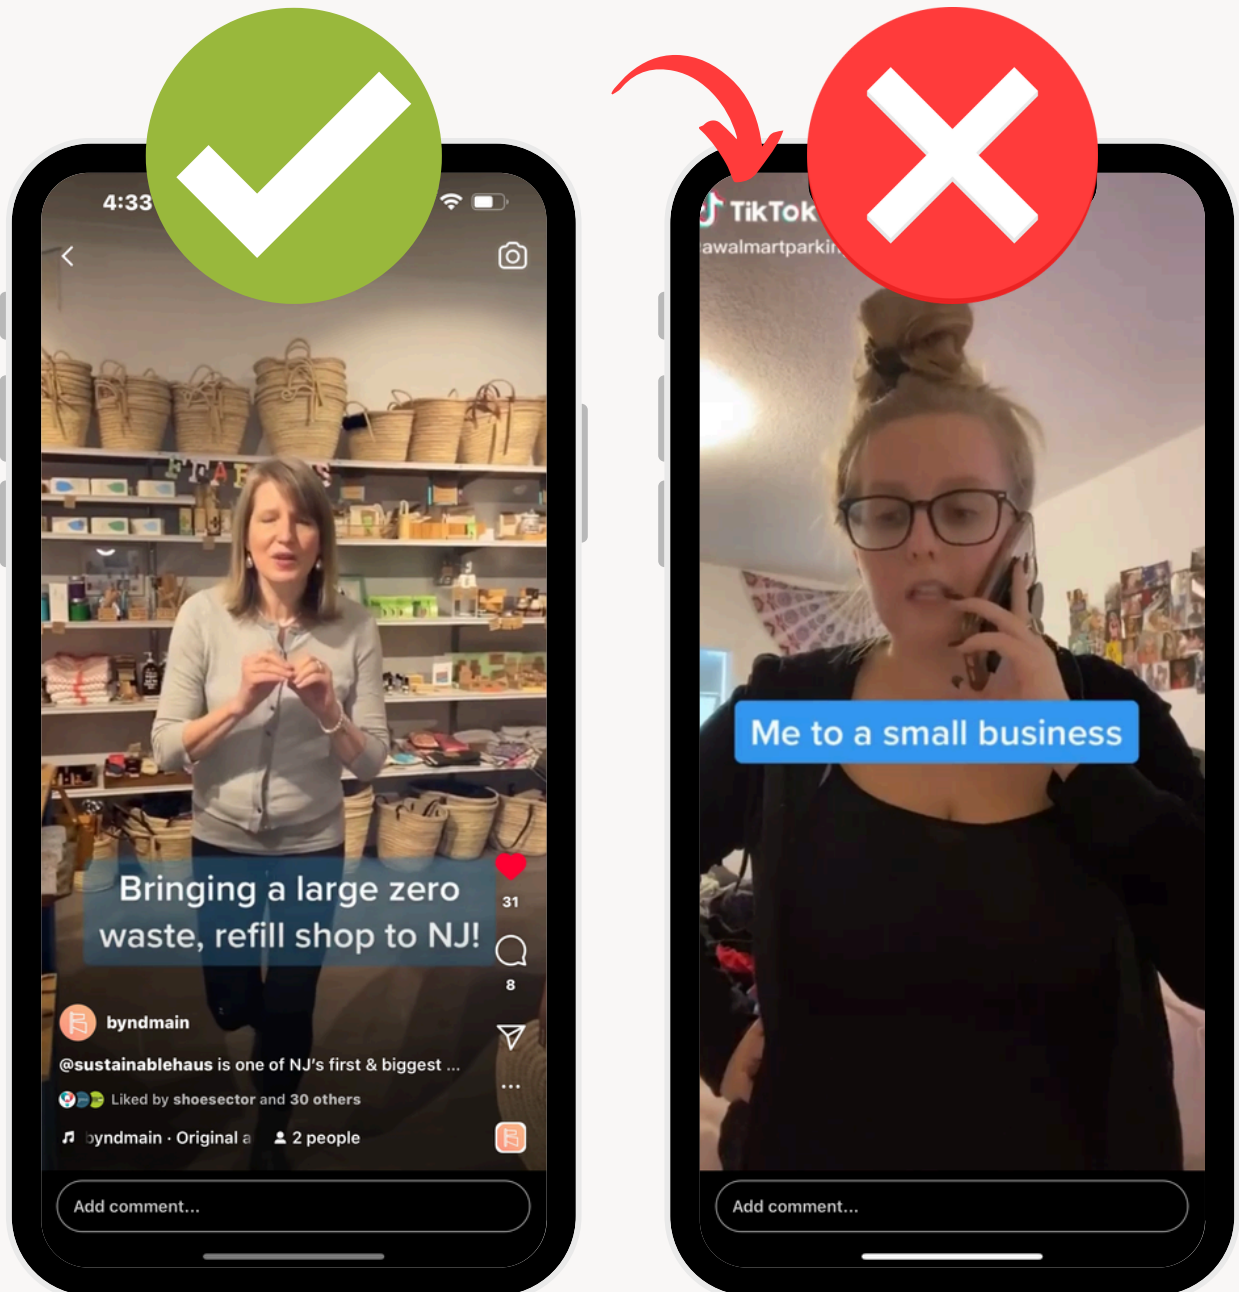 4:33
Bringing a large zero
waste, refill shop to NJ!
31
8
byndmain
@sustainablehaus is one of NJ's first & biggest ...
Liked by shoesector and 30 others
byndmain · Original a
2 people
Add comment...
TikTok
awalmartparkin
Me to a small business
Add comment...